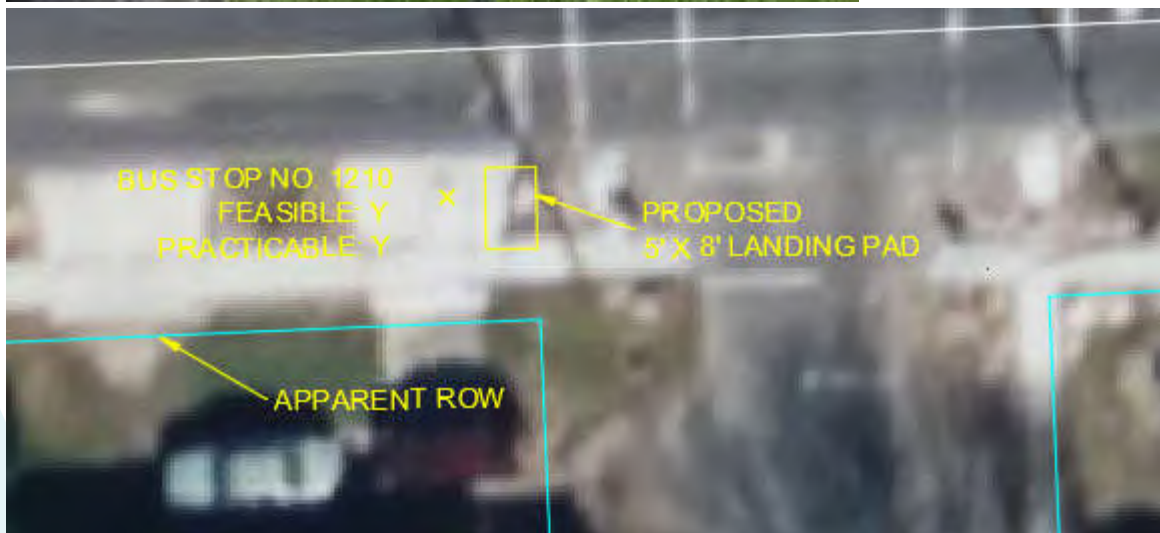 BUS STOP NO. 1210
FEASIBLE: Y
PRACTICABLE: Y
PROPOSED
5' X 8' LANDING PAD
APPARENT ROW